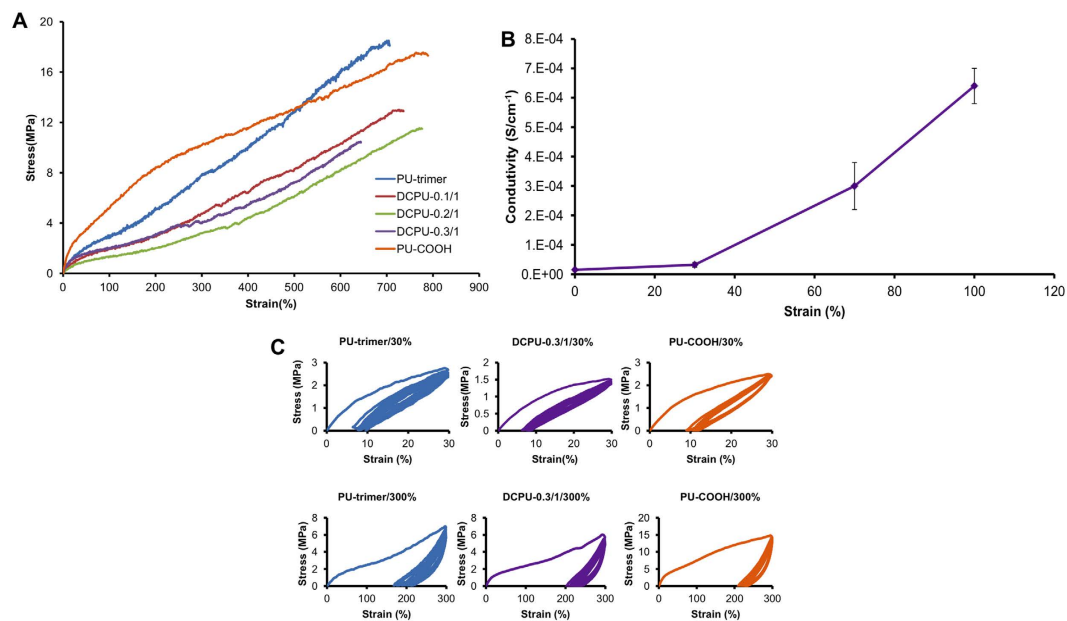 A
20
16
12
8
4
0
Stress(MPa)
PU-trimer
DCPU-0.1/1
DCPU-0.2/1
DCPU-0.3/1
PU-COOH
0 100 200 300 400 500 600 700 800 900
Strain(%)
B
8.E-04
7.E-04
6.E-04
5.E-04
4.E-04
3.E-04
2.E-04
1.E-04
0.E+00
Condutivity (S/cm⁻¹)
0 20 40 60 80 100 120
Strain (%)
C
PU-trimer/30%
3
2
1
0
Stress (MPa)
0 10 20 30
Strain (%)
DCPU-0.3/1/30%
2
1.5
1
0.5
0
Stress(MPa)
0 10 20 30
Strain(%)
PU-COOH/30%
3
2
1
0
Stress (MPa)
0 10 20 30
Strain (%)
PU-trimer/300%
8
6
4
2
0
Stress (MPa)
0 100 200 300
Strain (%)
DCPU-0.3/1/300%
8
6
4
2
0
Stress (MPa)
0 100 200 300
Strain (%)
PU-COOH/300%
20
15
10
5
0
Stress (MPa)
0 100 200 300
Strain (%)